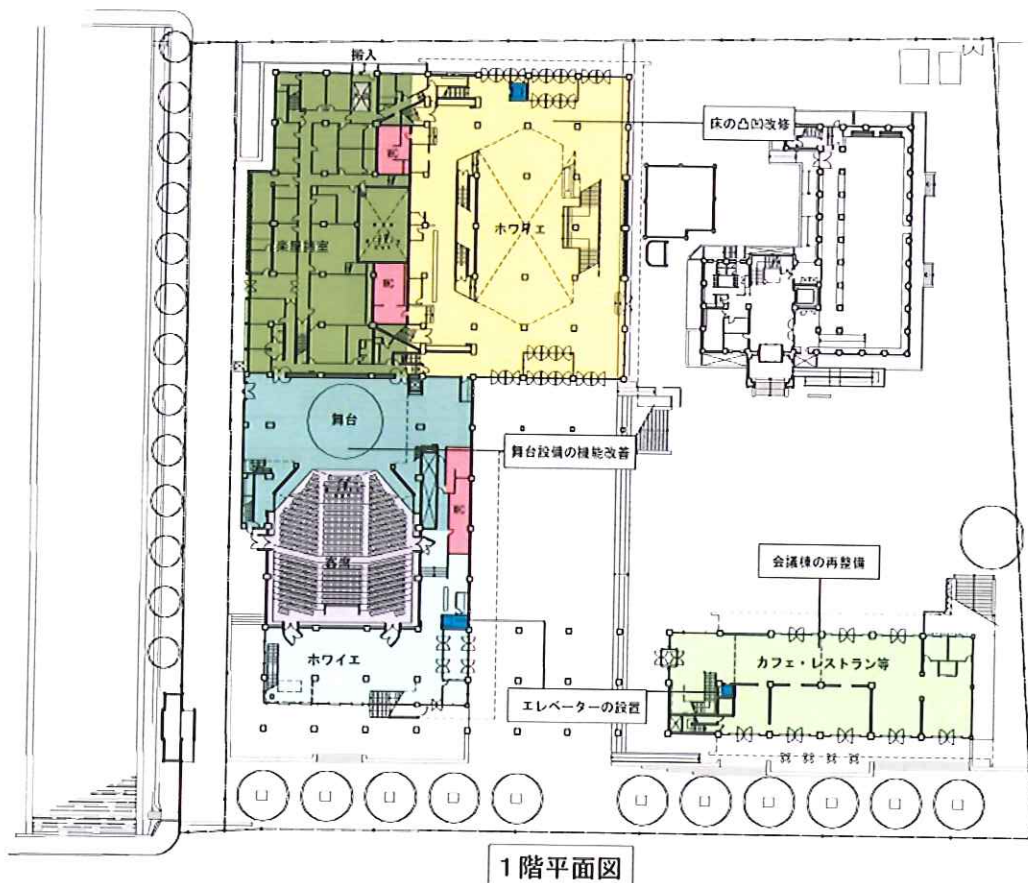 搬入
床の凸凹改修
WC
ホワイエ
楽屋諸室
WC
舞台
舞台設備の機能改善
WC
客席
会議棟の再整備
ホワイエ
カフェ・レストラン等
エレベーターの設置
1階平面図